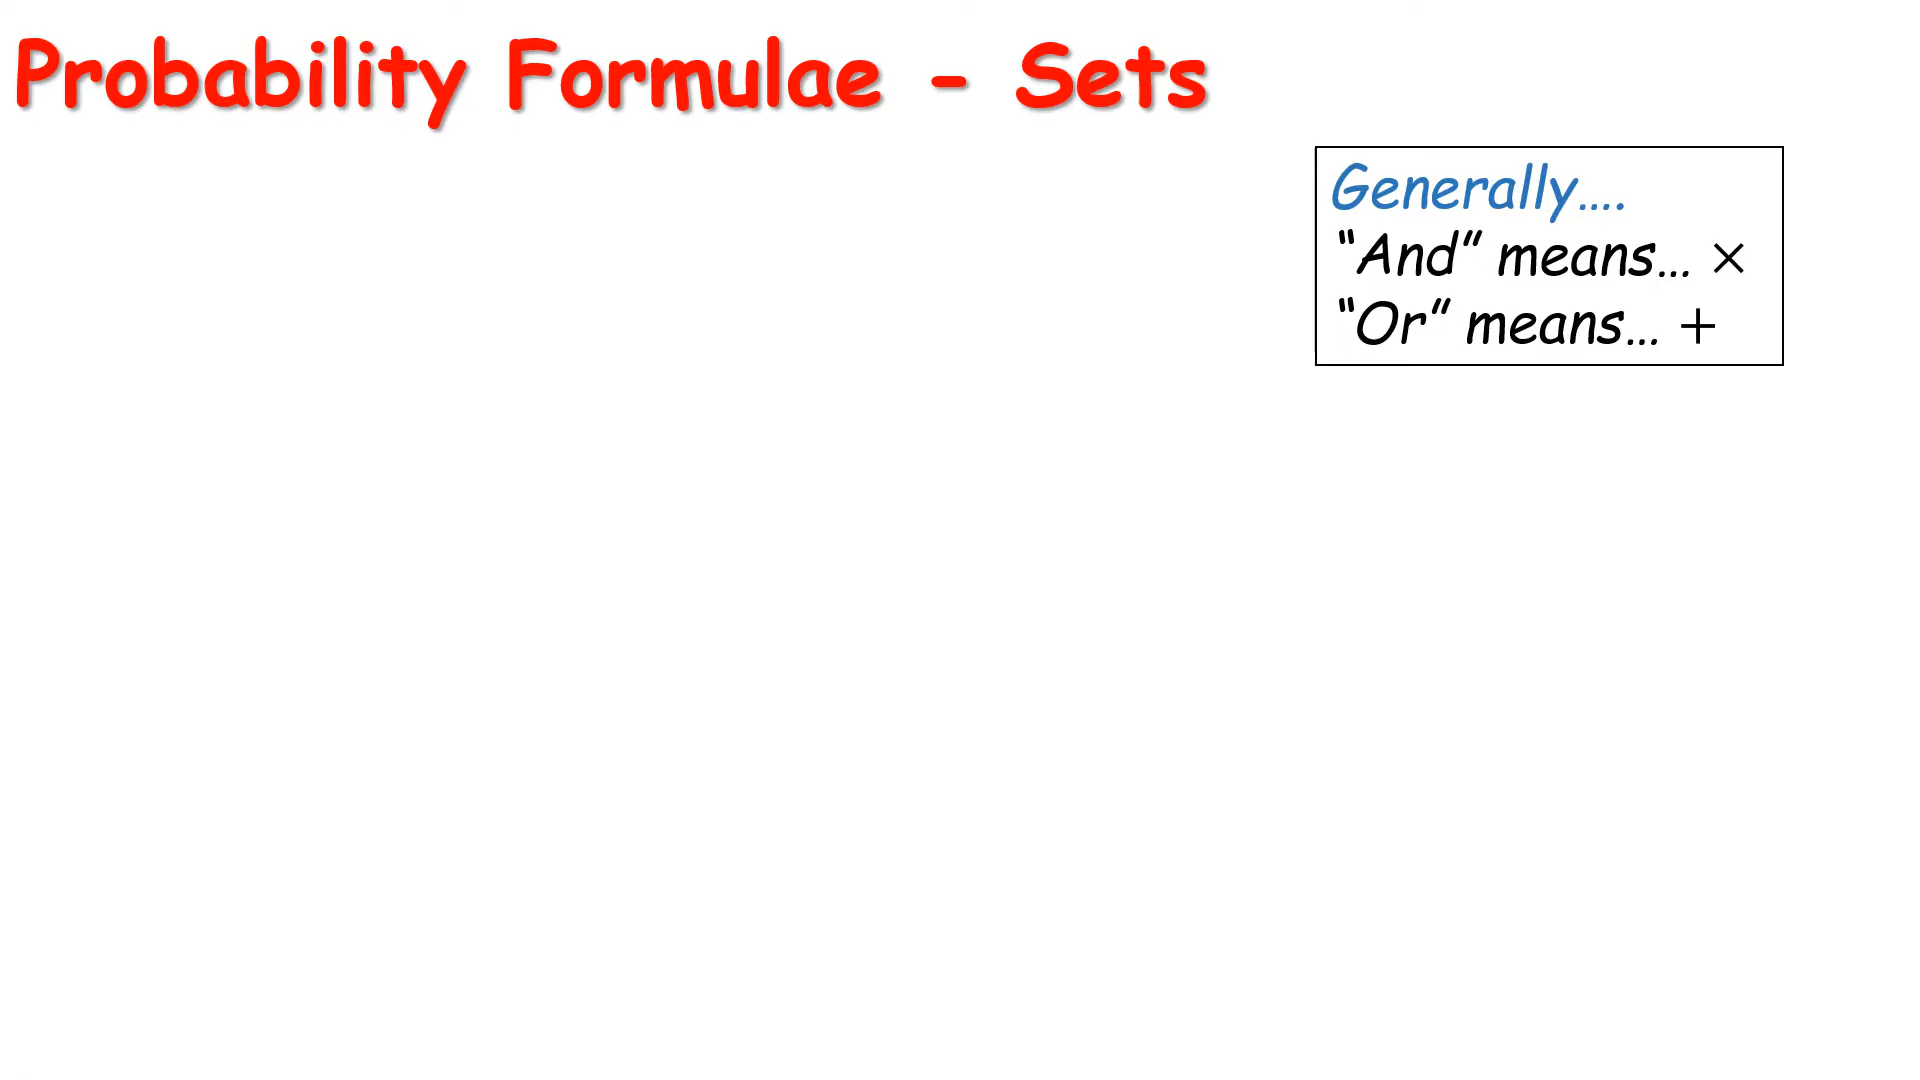 Probability Formulae - Sets
Generally....
“And” means... ×
“Or” means... +